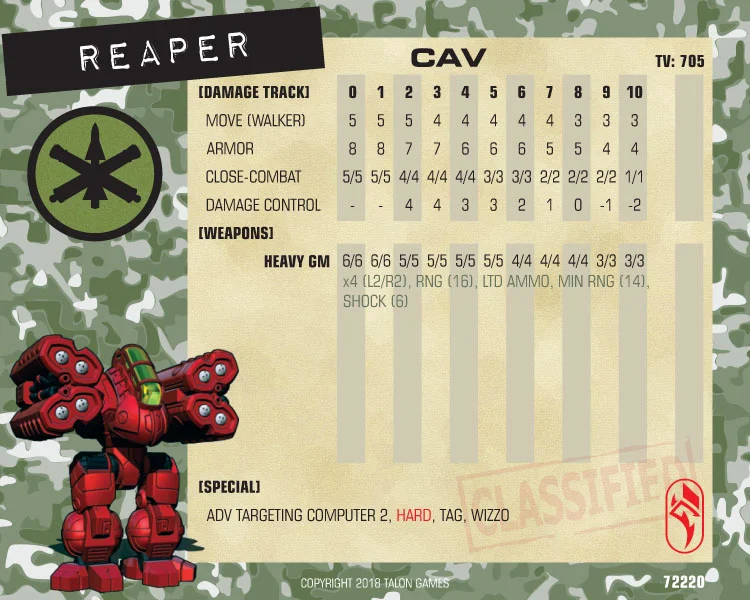 REAPER
CAV
TV: 705
[DAMAGE TRACK] 0 1 2 3 4 5 6 7 8 9 10
MOVE (WALKER) 5 5 5 4 4 4 4 4 3 3 3
ARMOR 8 8 7 7 6 6 6 5 5 4 4
CLOSE-COMBAT 5/5 5/5 4/4 4/4 4/4 3/3 3/3 2/2 2/2 2/2 1/1
DAMAGE CONTROL - - 4 4 3 3 2 1 0 -1 -2
[WEAPONS]
HEAVY GM 6/6 6/6 5/5 5/5 5/5 5/5 4/4 4/4 4/4 3/3 3/3
x4 (L2/R2), RNG (16), LTD AMMO, MIN RNG (14),
SHOCK (6)
[SPECIAL]
ADV TARGETING COMPUTER 2, HARD, TAG, WIZZO
CLASSIFIED
COPYRIGHT 2018 TALON GAMES
72220